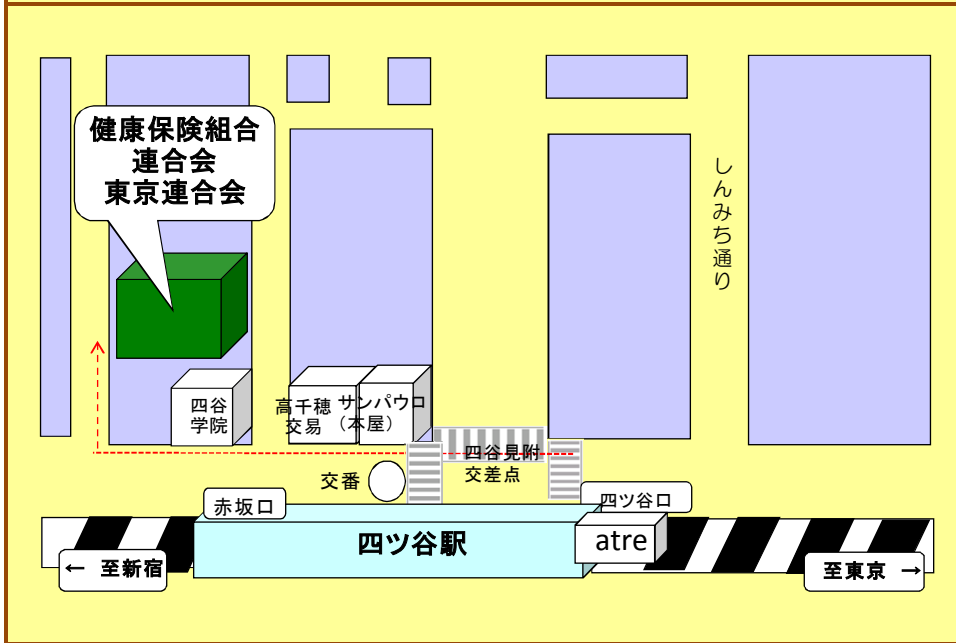 健康保険組合
連合会
東京連合会
しんみち通り
四谷
学院
高千穂
交易
サンパウロ
（本屋）
四谷見附
交差点
交番
赤坂口
四ツ谷口
四ツ谷駅
atre
← 至新宿
至東京 →